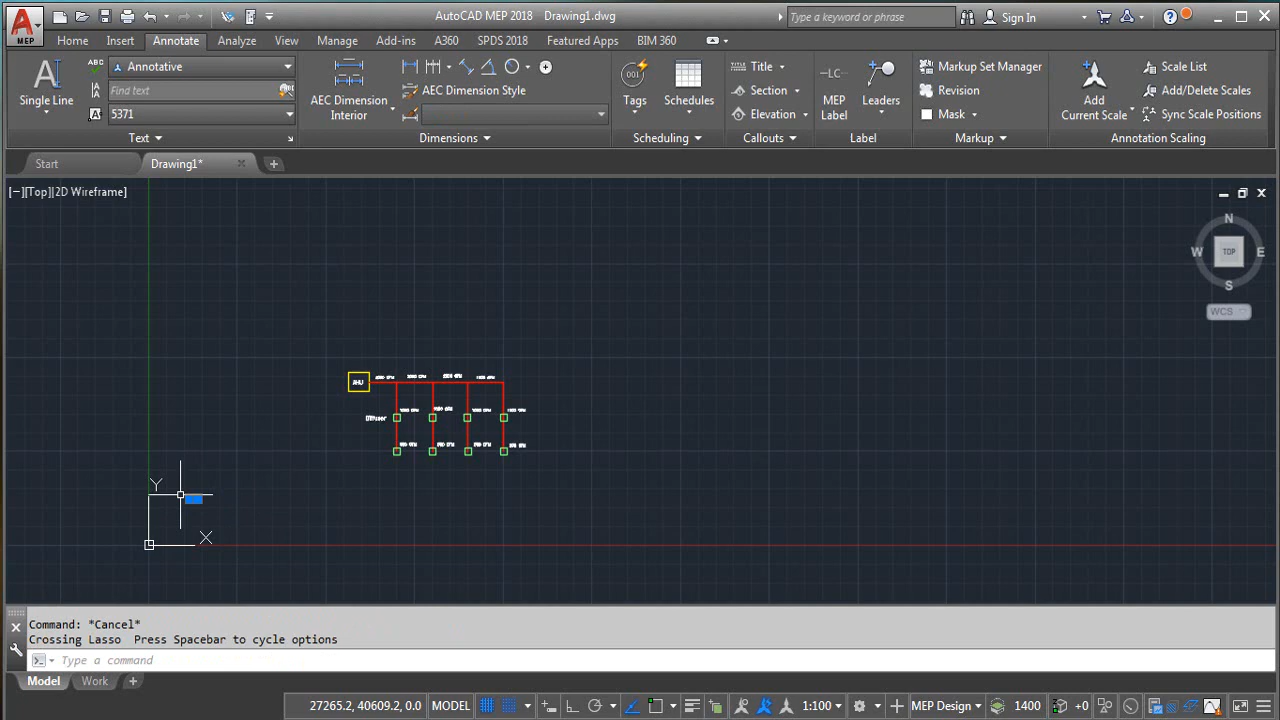 AutoCAD MEP 2018 Drawing1.dwg
Type a keyword or phrase
Sign In
MEP
Home Insert Annotate Analyze View Manage Add-ins A360 SPDS 2018 Featured Apps BIM 360
Single Line
ABC
Annotative
Find text
5371
Text
AEC Dimension
Interior
AEC Dimension Style
Dimensions
001
Tags
Schedules
Scheduling
Title
Section
Elevation
Callouts
LC
MEP
Label
Leaders
Label
Markup Set Manager
Revision
Mask
Markup
Add
Current Scale
Scale List
Add/Delete Scales
Sync Scale Positions
Annotation Scaling
Start
Drawing1*
[−][Top][2D Wireframe]
N
W TOP E
S
WCS
AHU
Y
X
Command: *Cancel*
Crossing Lasso Press Spacebar to cycle options
Type a command
Model Work
27265.2, 40609.2, 0.0 MODEL 1:100 MEP Design 1400 +0